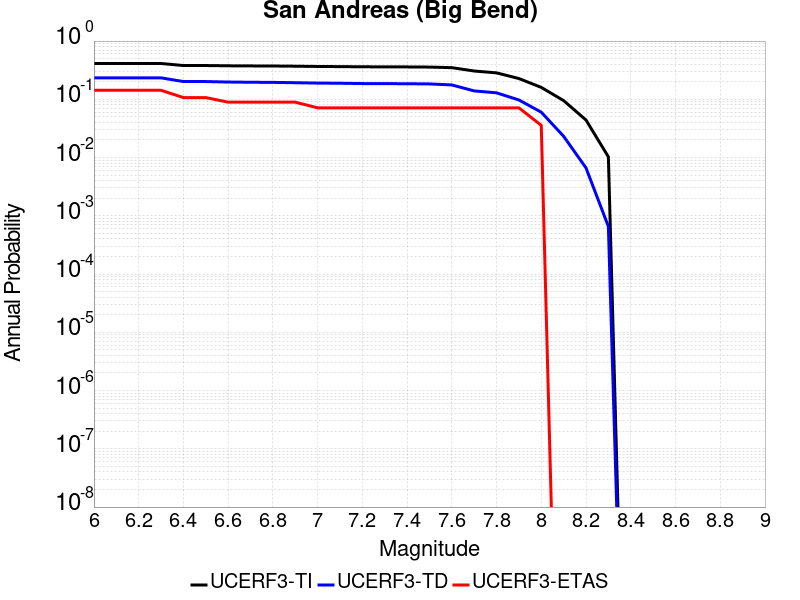 San Andreas (Big Bend)
10^0
10^-1
10^-2
10^-3
10^-4
10^-5
10^-6
10^-7
10^-8
Annual Probability
6 6.2 6.4 6.6 6.8 7 7.2 7.4 7.6 7.8 8 8.2 8.4 8.6 8.8 9
Magnitude
UCERF3-TI UCERF3-TD UCERF3-ETAS